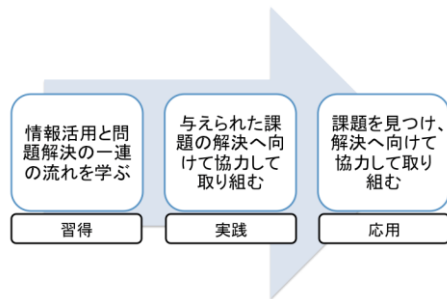 情報活用と問
題解決の一連
の流れを学ぶ
与えられた課
題の解決へ向
けて協力して
取り組む
課題を見つけ、
解決へ向けて
協力して取り
組む
習得
実践
応用